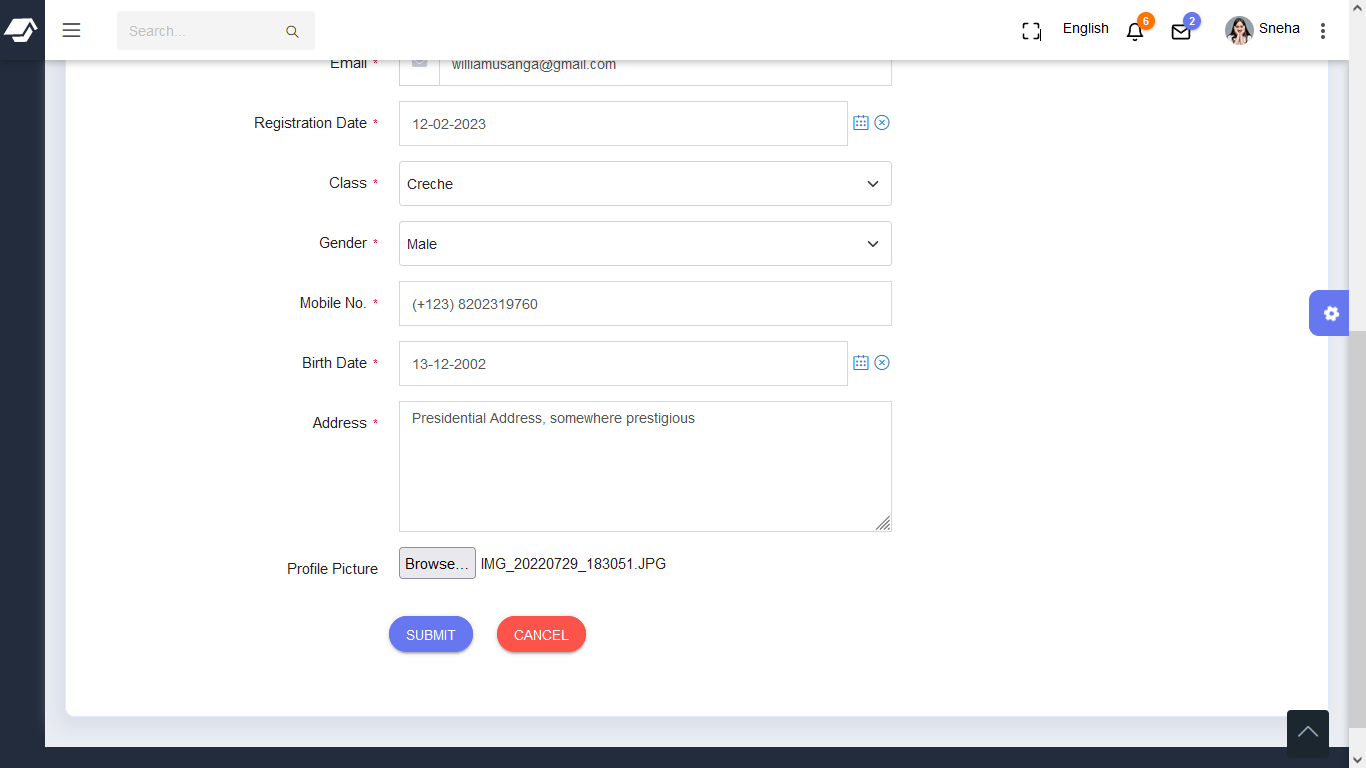 Search...
English
6
2
Sneha
Email *
williamusanga@gmail.com
Registration Date *
12-02-2023
Class *
Creche
Gender *
Male
Mobile No. *
(+123) 8202319760
Birth Date *
13-12-2002
Address *
Presidential Address, somewhere prestigious
Profile Picture
Browse... IMG_20220729_183051.JPG
SUBMIT CANCEL